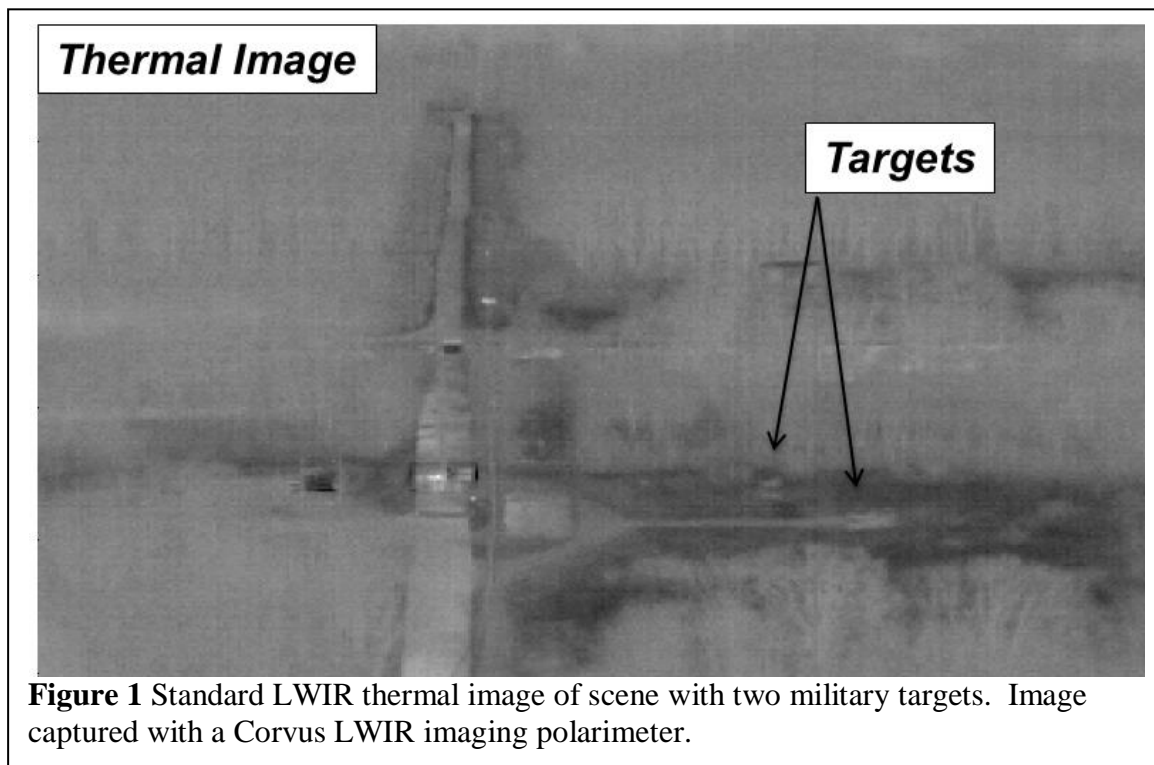 Thermal Image
Targets
Figure 1 Standard LWIR thermal image of scene with two military targets.  Image
captured with a Corvus LWIR imaging polarimeter.